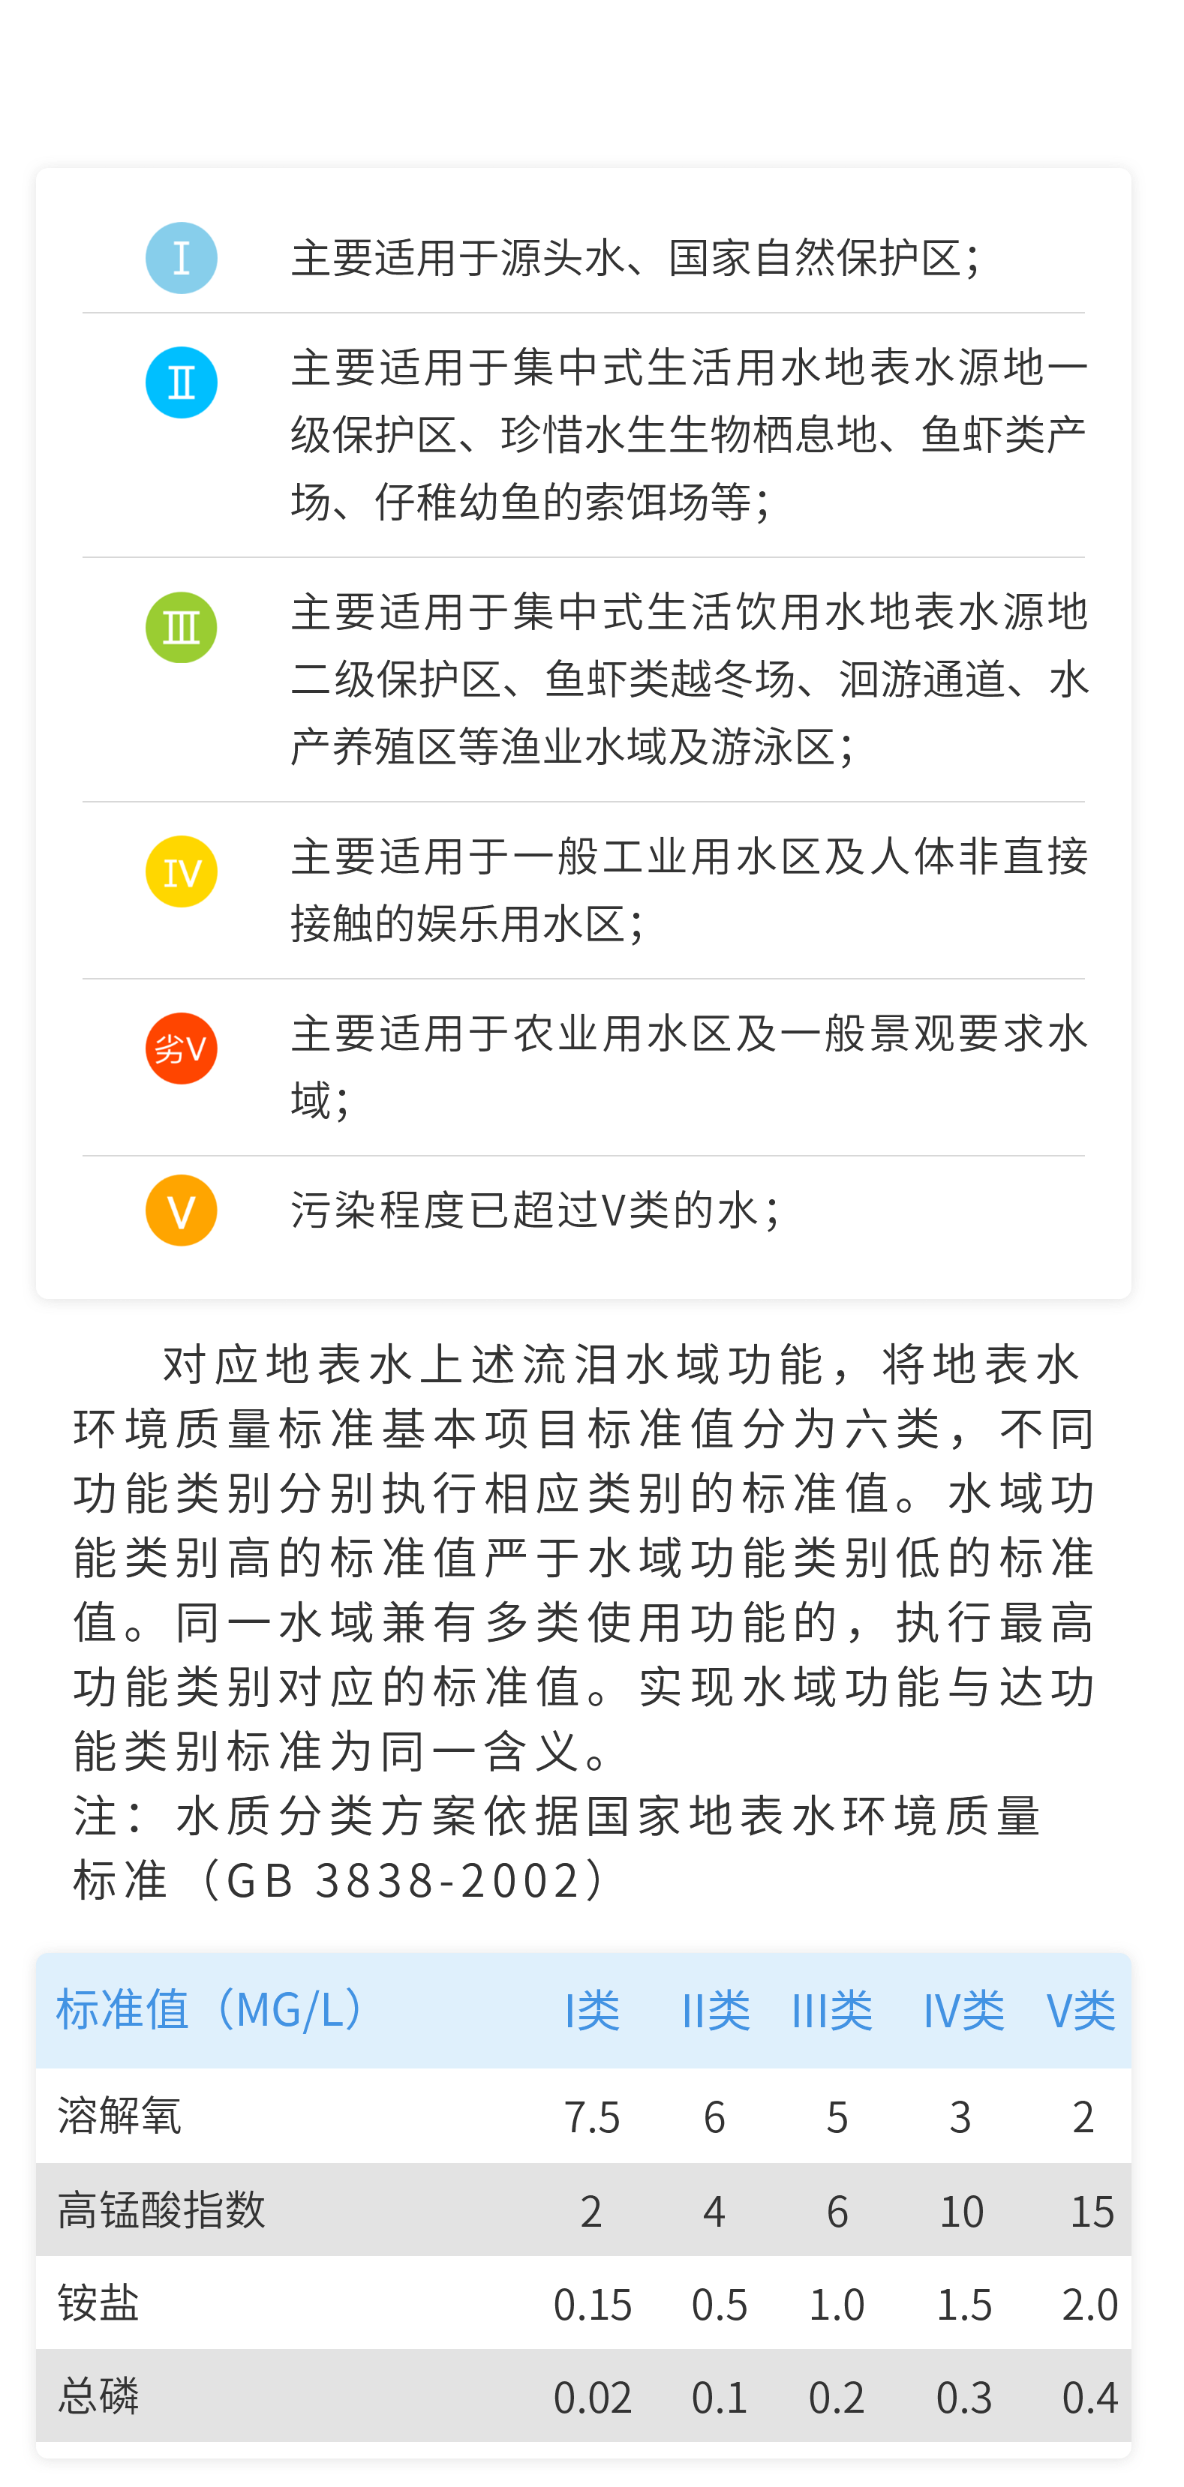 I 主要适用于源头水、国家自然保护区；
II 主要适用于集中式生活用水地表水源地一
级保护区、珍惜水生生物栖息地、鱼虾类产
场、仔稚幼鱼的索饵场等；
III 主要适用于集中式生活饮用水地表水源地
二级保护区、鱼虾类越冬场、洄游通道、水
产养殖区等渔业水域及游泳区；
IV 主要适用于一般工业用水区及人体非直接
接触的娱乐用水区；
劣V 主要适用于农业用水区及一般景观要求水
域；
V 污染程度已超过V类的水；
对应地表水上述流泪水域功能，将地表水
环境质量标准基本项目标准值分为六类，不同
功能类别分别执行相应类别的标准值。水域功
能类别高的标准值严于水域功能类别低的标准
值。同一水域兼有多类使用功能的，执行最高
功能类别对应的标准值。实现水域功能与达功
能类别标准为同一含义。
注：水质分类方案依据国家地表水环境质量
标准（GB 3838-2002）
标准值（MG/L） I类 II类 III类 IV类 V类
溶解氧 7.5 6 5 3 2
高锰酸指数 2 4 6 10 15
铵盐 0.15 0.5 1.0 1.5 2.0
总磷 0.02 0.1 0.2 0.3 0.4